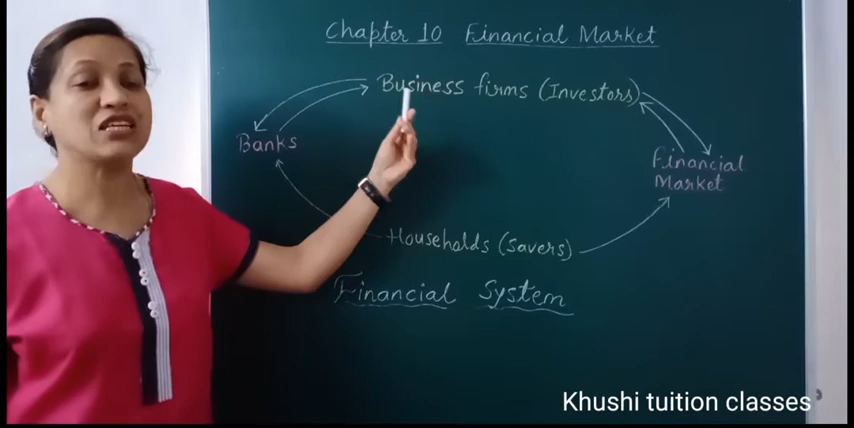 Chapter 10 Financial Market
Business firms (Investors)
Banks
Financial
Market
Households (savers)
Financial System
Khushi tuition classes